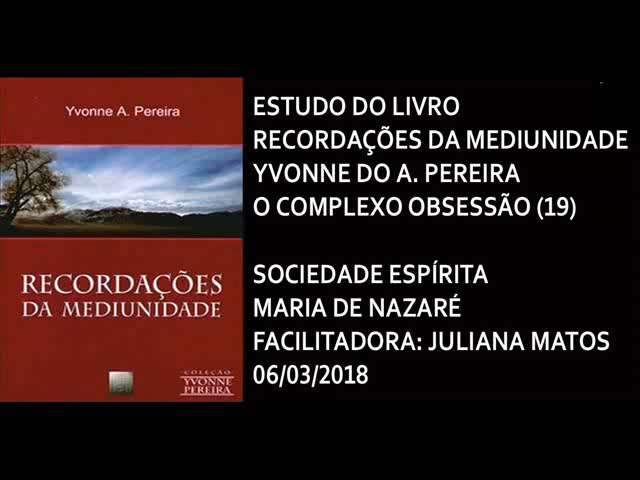 Yvonne A. Pereira
RECORDAÇÕES
DA MEDIUNIDADE
COLEÇÃO
YVONNE
PEREIRA
ESTUDO DO LIVRO
RECORDAÇÕES DA MEDIUNIDADE
YVONNE DO A. PEREIRA
O COMPLEXO OBSESSÃO (19)
SOCIEDADE ESPÍRITA
MARIA DE NAZARÉ
FACILITADORA: JULIANA MATOS
06/03/2018